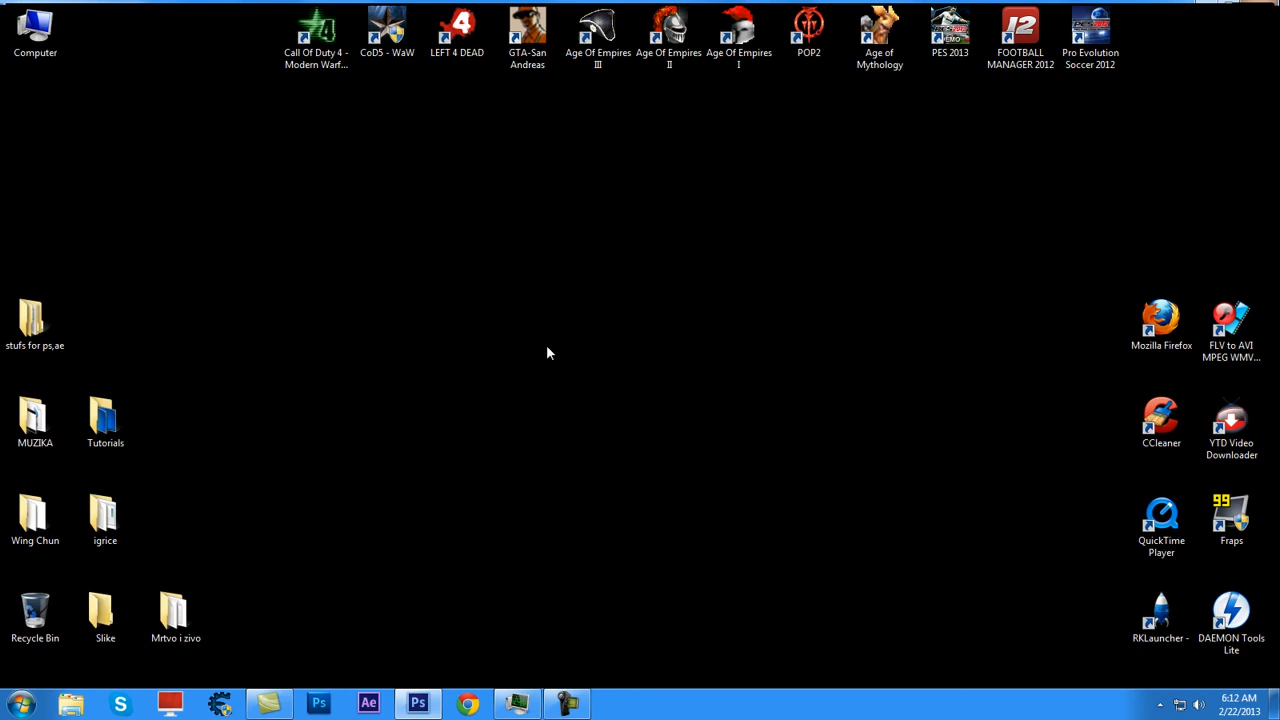 Computer
Call Of Duty 4 -
Modern Warf...
CoD5 - WaW
LEFT 4 DEAD
GTA-San
Andreas
Age Of Empires
III
Age Of Empires
II
Age Of Empires
I
POP2
Age of
Mythology
PES 2013
FOOTBALL
MANAGER 2012
Pro Evolution
Soccer 2012
stufs for ps,ae
Mozilla Firefox
FLV to AVI
MPEG WMV...
MUZIKA
Tutorials
CCleaner
YTD Video
Downloader
Wing Chun
igrice
QuickTime
Player
99
Fraps
Recycle Bin
Slike
Mrtvo i zivo
RKLauncher -
DAEMON Tools
Lite
Ps
Ae
Ps
6:12 AM
2/22/2013